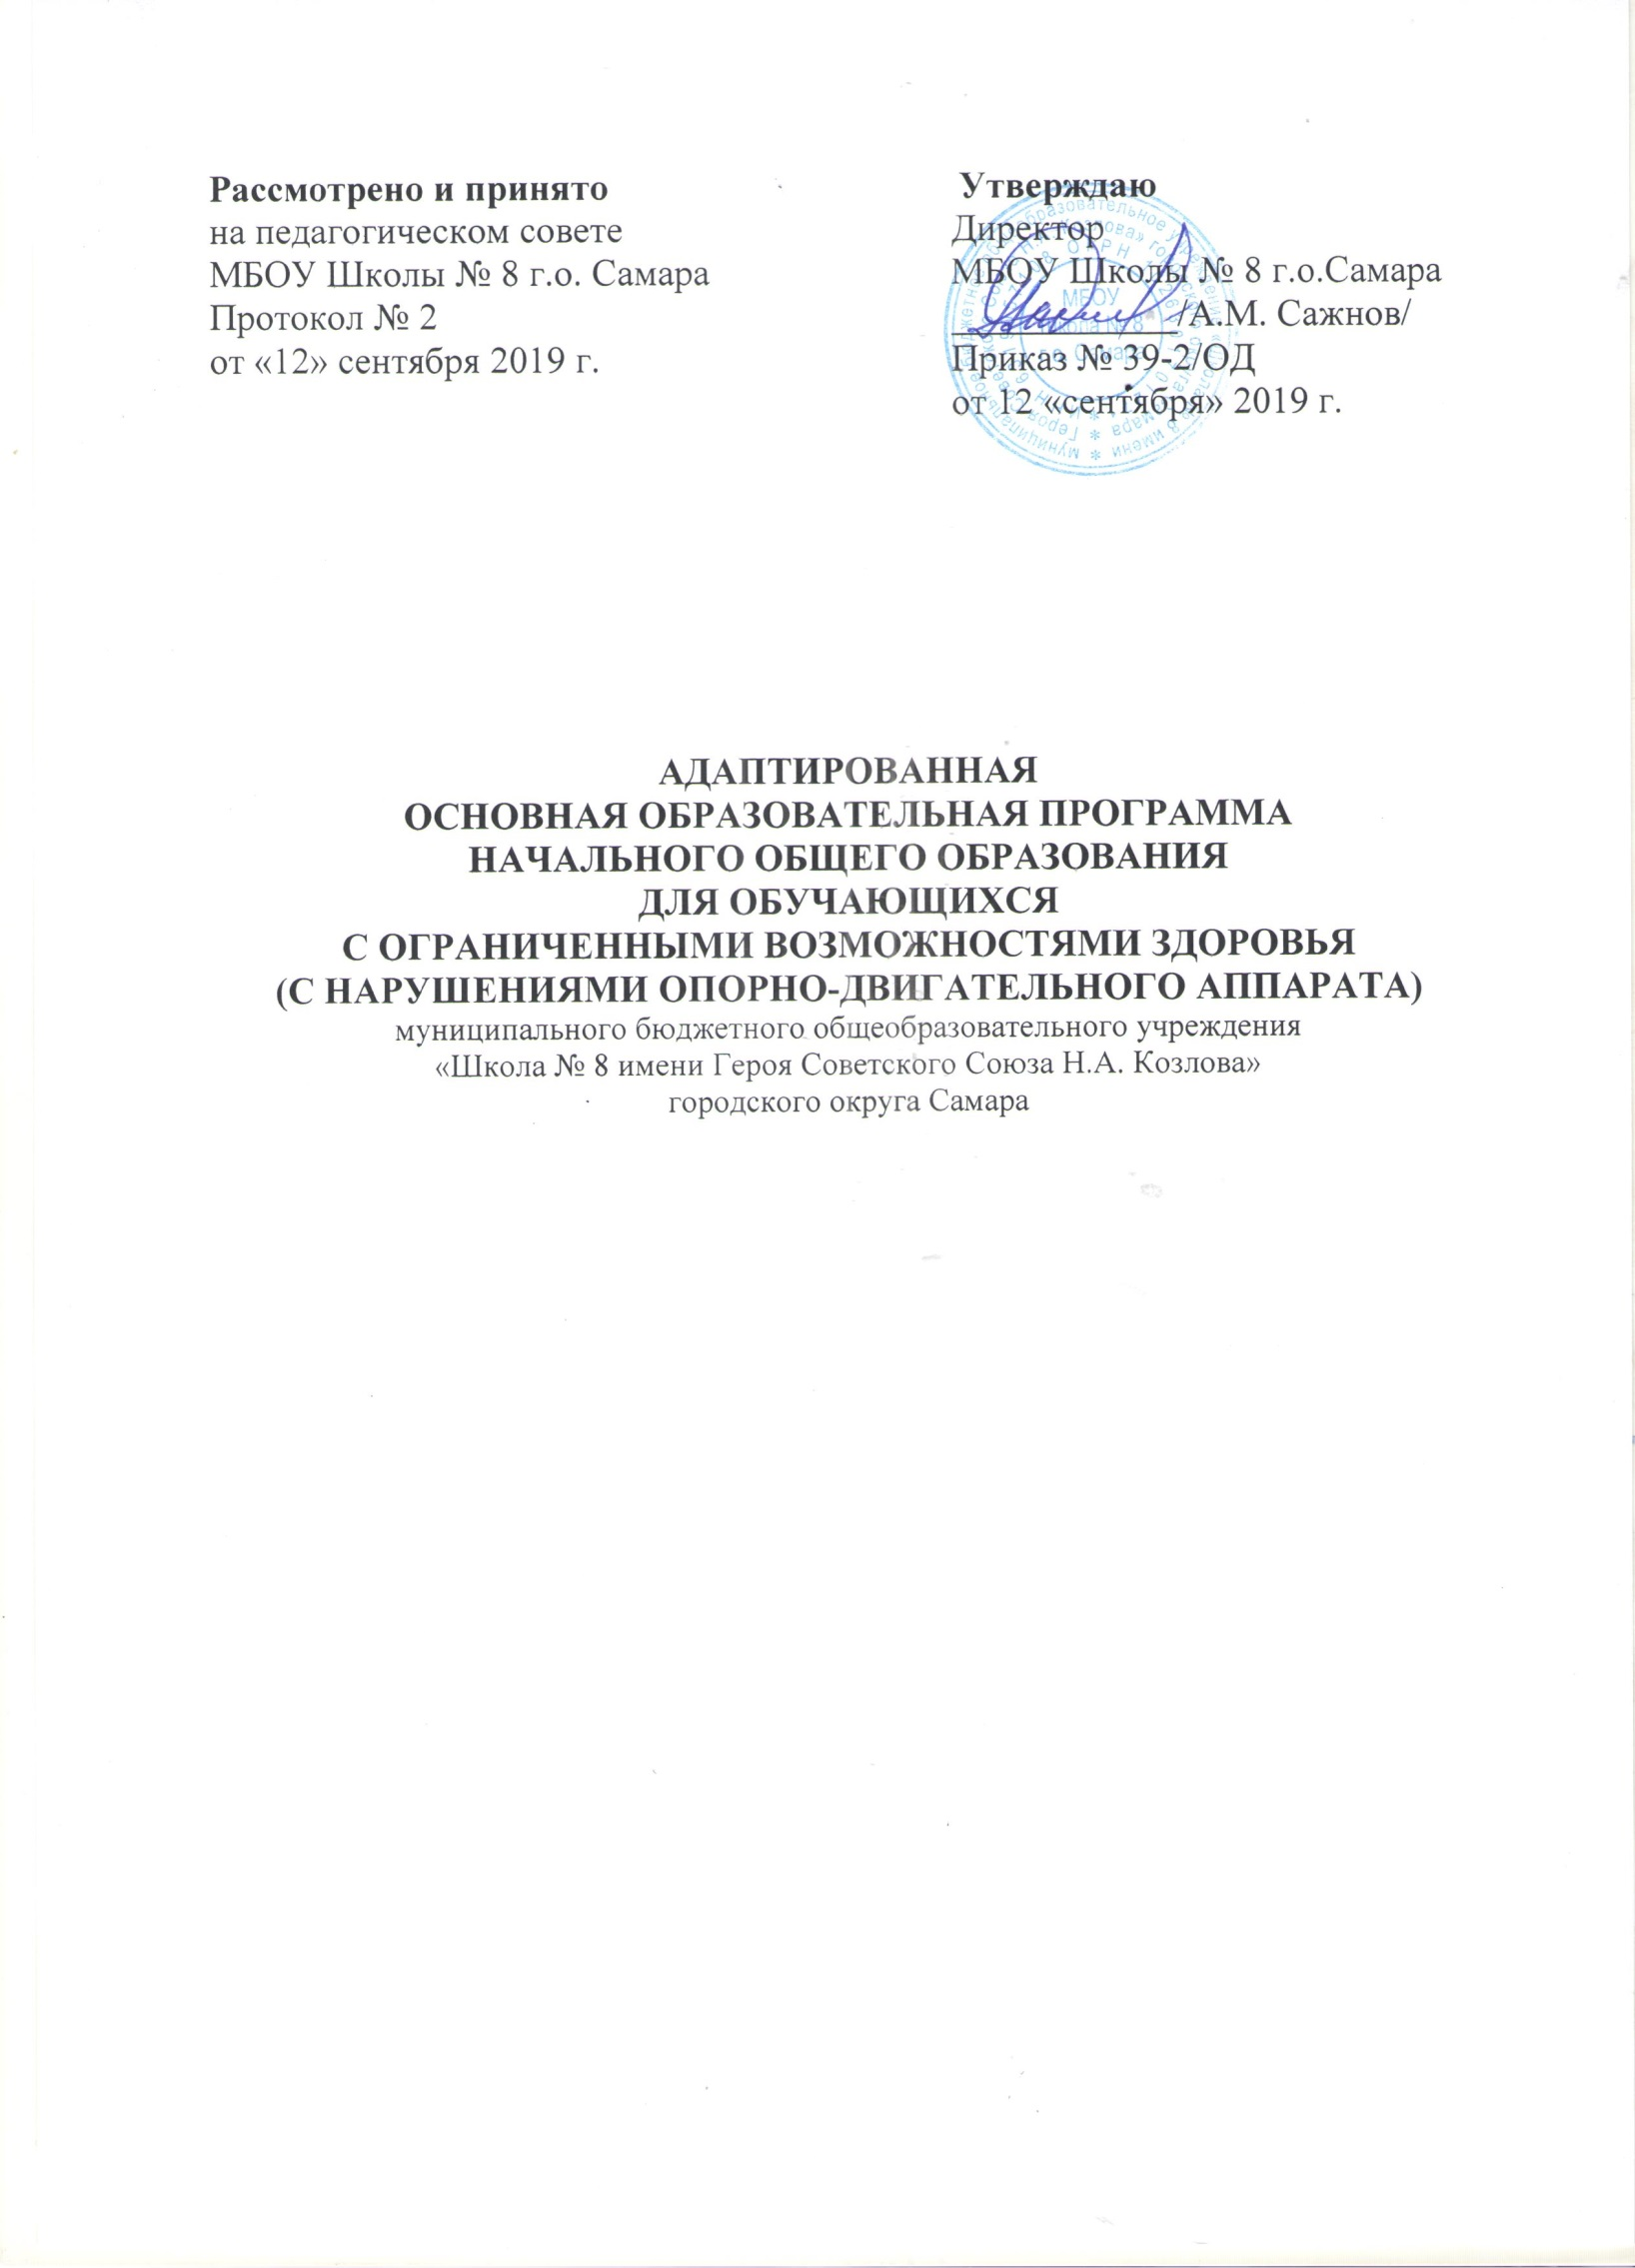 Рассмотрено и принято
на педагогическом совете
МБОУ Школы № 8 г.о. Самара
Протокол № 2
от «12» сентября 2019 г.
Утверждаю
Директор
МБОУ Школы № 8 г.о.Самара
/А.М. Сажнов/
Приказ № 39-2/ОД
от 12 «сентября» 2019 г.
МБОУ
АДАПТИРОВАННАЯ
ОСНОВНАЯ ОБРАЗОВАТЕЛЬНАЯ ПРОГРАММА
НАЧАЛЬНОГО ОБЩЕГО ОБРАЗОВАНИЯ
ДЛЯ ОБУЧАЮЩИХСЯ
С ОГРАНИЧЕННЫМИ ВОЗМОЖНОСТЯМИ ЗДОРОВЬЯ
(С НАРУШЕНИЯМИ ОПОРНО-ДВИГАТЕЛЬНОГО АППАРАТА)
муниципального бюджетного общеобразовательного учреждения
«Школа № 8 имени Героя Советского Союза Н.А. Козлова»
городского округа Самара